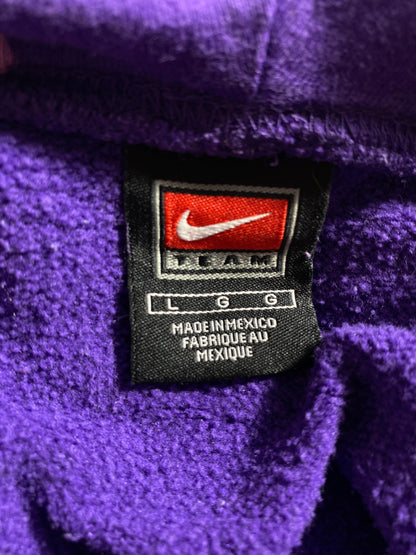 TEAM
L G G
MADE IN MEXICO
FABRIQUE AU
MEXIQUE